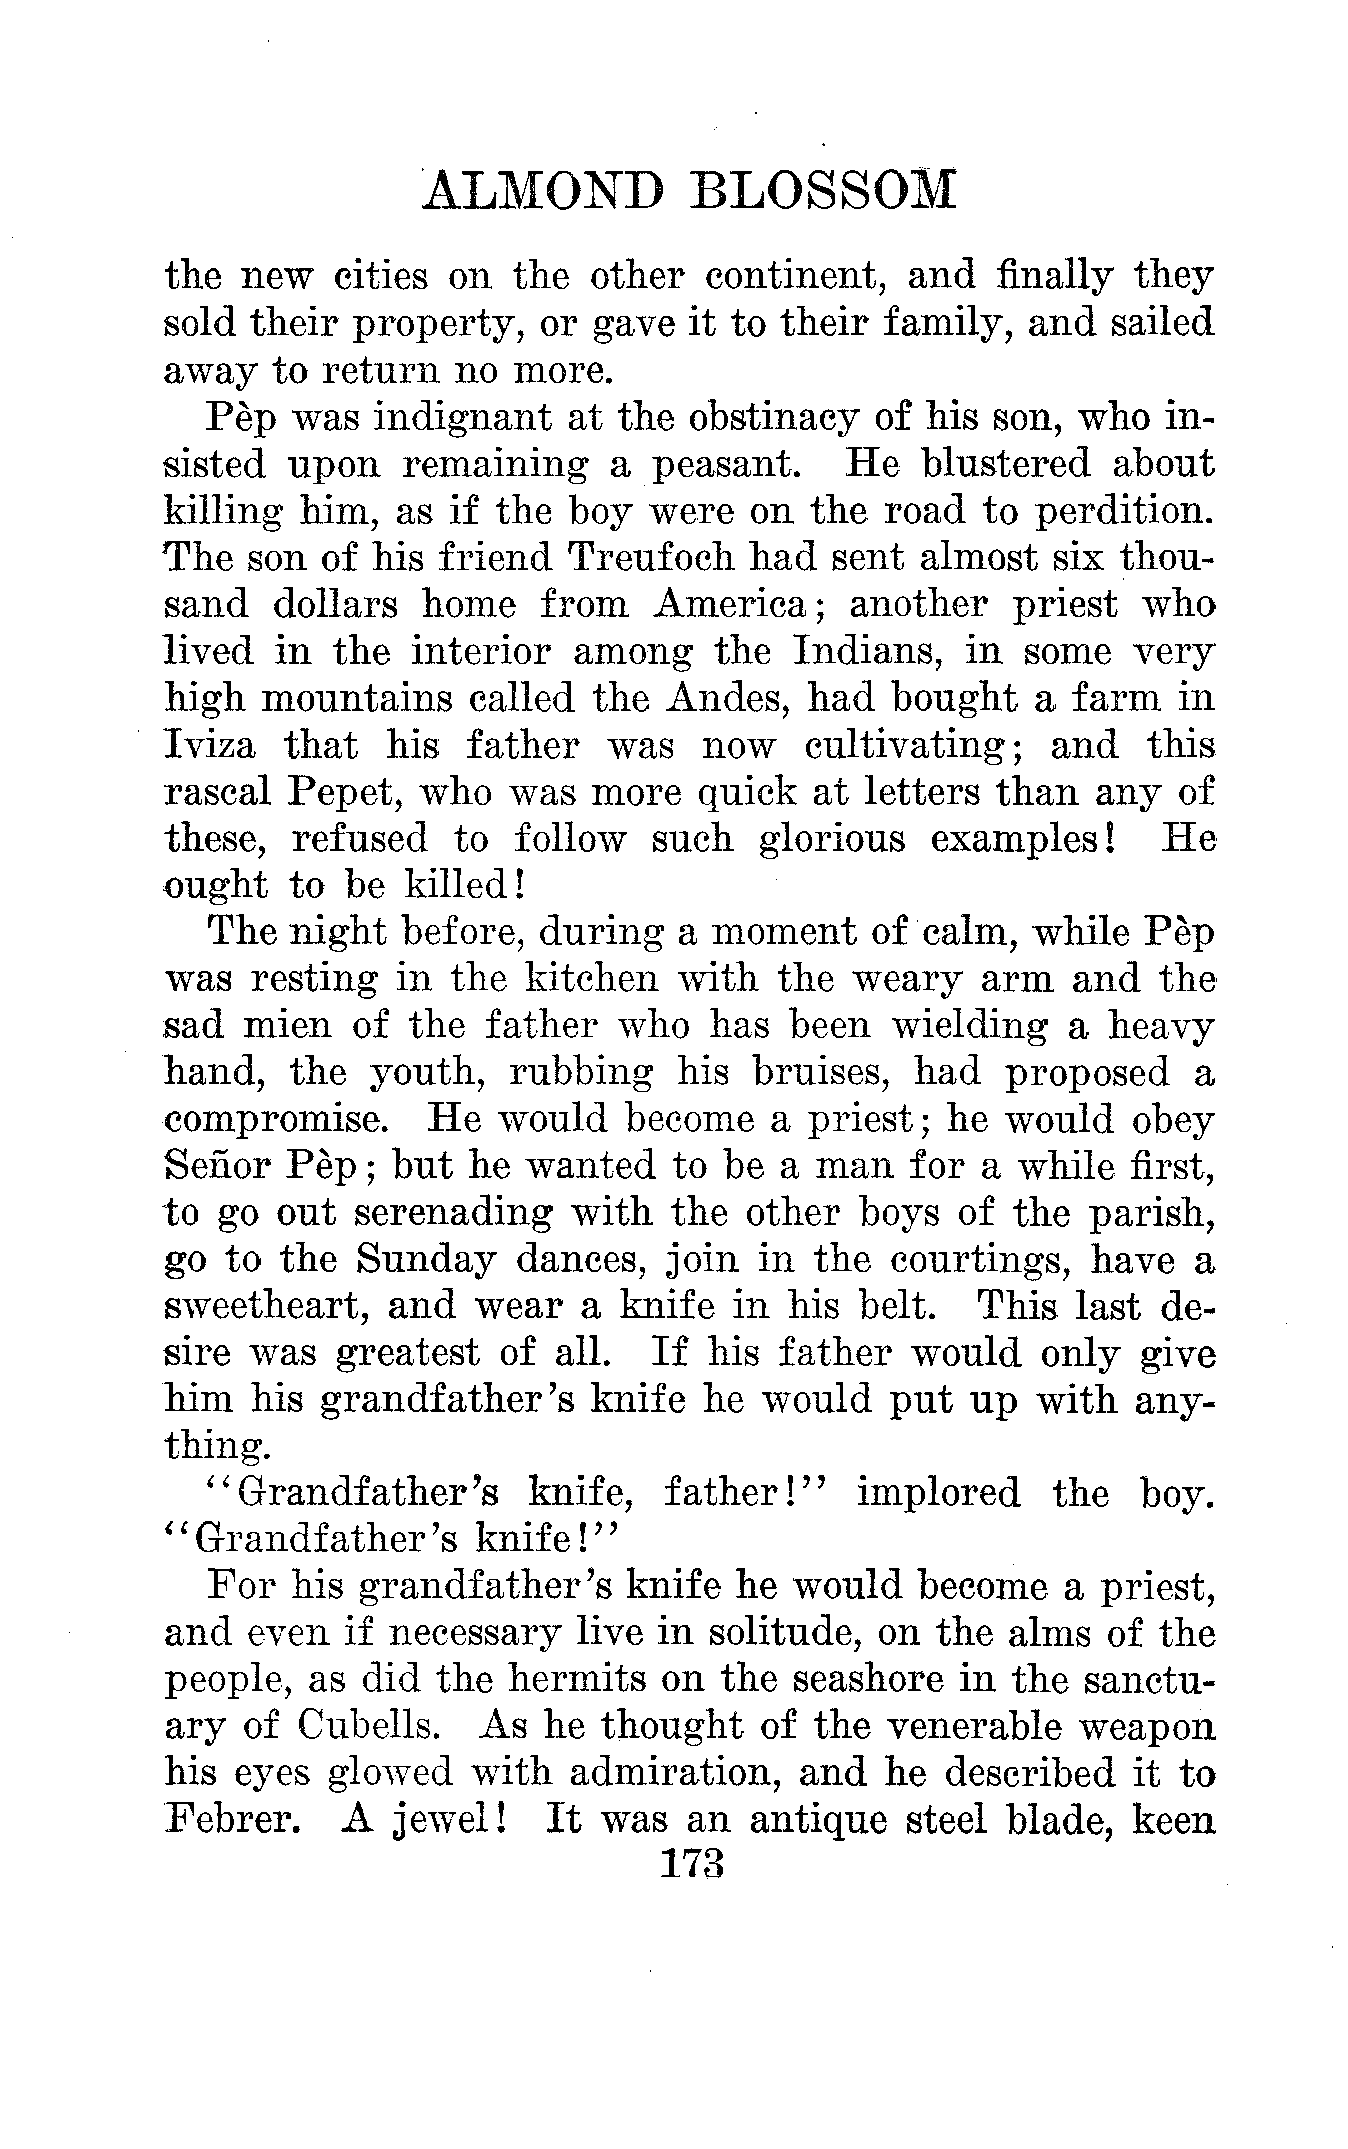 ALMOND BLOSSOM
the new cities on the other continent, and finally they
sold their property, or gave it to their family, and sailed
away to return no more.
Pèp was indignant at the obstinacy of his son, who in-
sisted upon remaining a peasant. He blustered about
killing him, as if the boy were on the road to perdition.
The son of his friend Treufoch had sent almost six thou-
sand dollars home from America; another priest who
lived in the interior among the Indians, in some very
high mountains called the Andes, had bought a farm in
Iviza that his father was now cultivating; and this
rascal Pepet, who was more quick at letters than any of
these, refused to follow such glorious examples! He
ought to be killed!
The night before, during a moment of calm, while Pèp
was resting in the kitchen with the weary arm and the
sad mien of the father who has been wielding a heavy
hand, the youth, rubbing his bruises, had proposed a
compromise. He would become a priest; he would obey
Señor Pèp; but he wanted to be a man for a while first,
to go out serenading with the other boys of the parish,
go to the Sunday dances, join in the courtings, have a
sweetheart, and wear a knife in his belt. This last de-
sire was greatest of all. If his father would only give
him his grandfather's knife he would put up with any-
thing.
"Grandfather's knife, father!" implored the boy.
"Grandfather's knife!"
For his grandfather's knife he would become a priest,
and even if necessary live in solitude, on the alms of the
people, as did the hermits on the seashore in the sanctu-
ary of Cubells. As he thought of the venerable weapon
his eyes glowed with admiration, and he described it to
Febrer. A jewel! It was an antique steel blade, keen
173